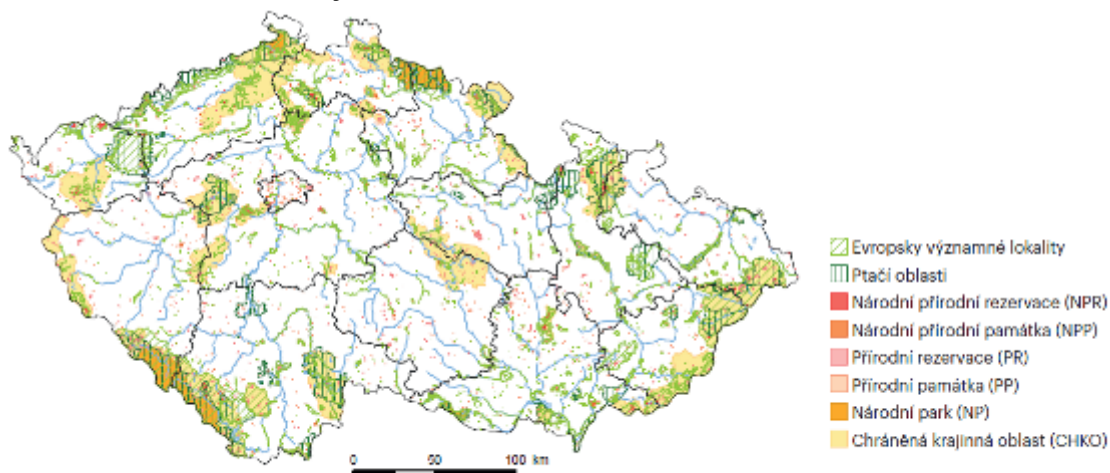 Evropsky významné lokality
Ptačí oblasti
Národní přírodní rezervace (NPR)
Národní přírodní památka (NPP)
Přírodní rezervace (PR)
Přírodní památka (PP)
Národní park (NP)
Chráněná krajinná oblast (CHKO)
0 50 100 km